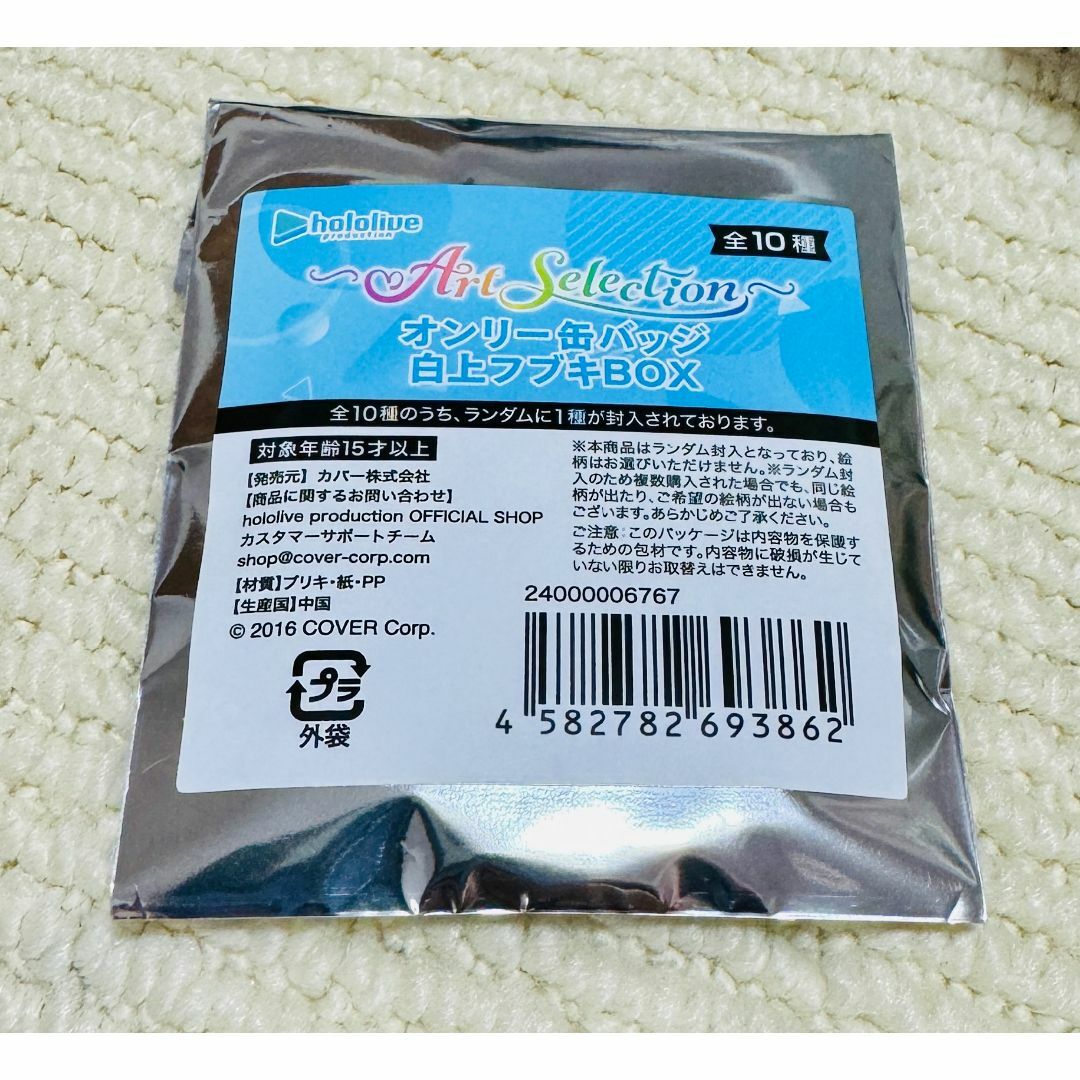 hololive
production
全10種
Art Selection
オンリー缶バッジ
白上フブキBOX
全10種のうち、ランダムに1種が封入されております。
対象年齢15才以上
【発売元】カバー株式会社
【商品に関するお問い合わせ】
hololive production OFFICIAL SHOP
カスタマーサポートチーム
shop@cover-corp.com
【材質】ブリキ・紙・PP
【生産国】中国
© 2016 COVER Corp.
プラ
外袋
※本商品はランダム封入となっており、絵
柄はお選びいただけません。※ランダム封
入のため複数購入された場合でも、同じ絵
柄が出たり、ご希望の絵柄が出ない場合も
ございます。あらかじめご了承ください。
ご注意：このパッケージは内容物を保護す
るための包材です。内容物に破損が生じて
いない限りお取替えはできません。
24000006767
4 582782 693862